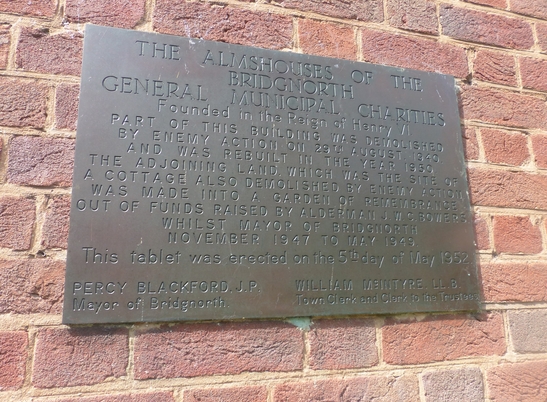 THE ALMSHOUSES OF THE
BRIDGNORTH
GENERAL MUNICIPAL CHARITIES
Founded in the Reign of Henry VI
PART OF THIS BUILDING WAS DEMOLISHED
BY ENEMY ACTION ON 29th AUGUST 1940
AND WAS REBUILT IN THE YEAR 1950
THE ADJOINING LAND WHICH WAS THE SITE OF
A COTTAGE ALSO DEMOLISHED BY ENEMY ACTION
WAS MADE INTO A GARDEN OF REMEMBRANCE
OUT OF FUNDS RAISED BY ALDERMAN J.W.C. BOWERS
WHILST MAYOR OF BRIDGNORTH
NOVEMBER 1947 TO MAY 1949
This tablet was erected on the 5th day of May 1952
PERCY BLACKFORD. J.P. WILLIAM McINTYRE. LL.B.
Mayor of Bridgnorth. Town Clerk and Clerk to the Trustees